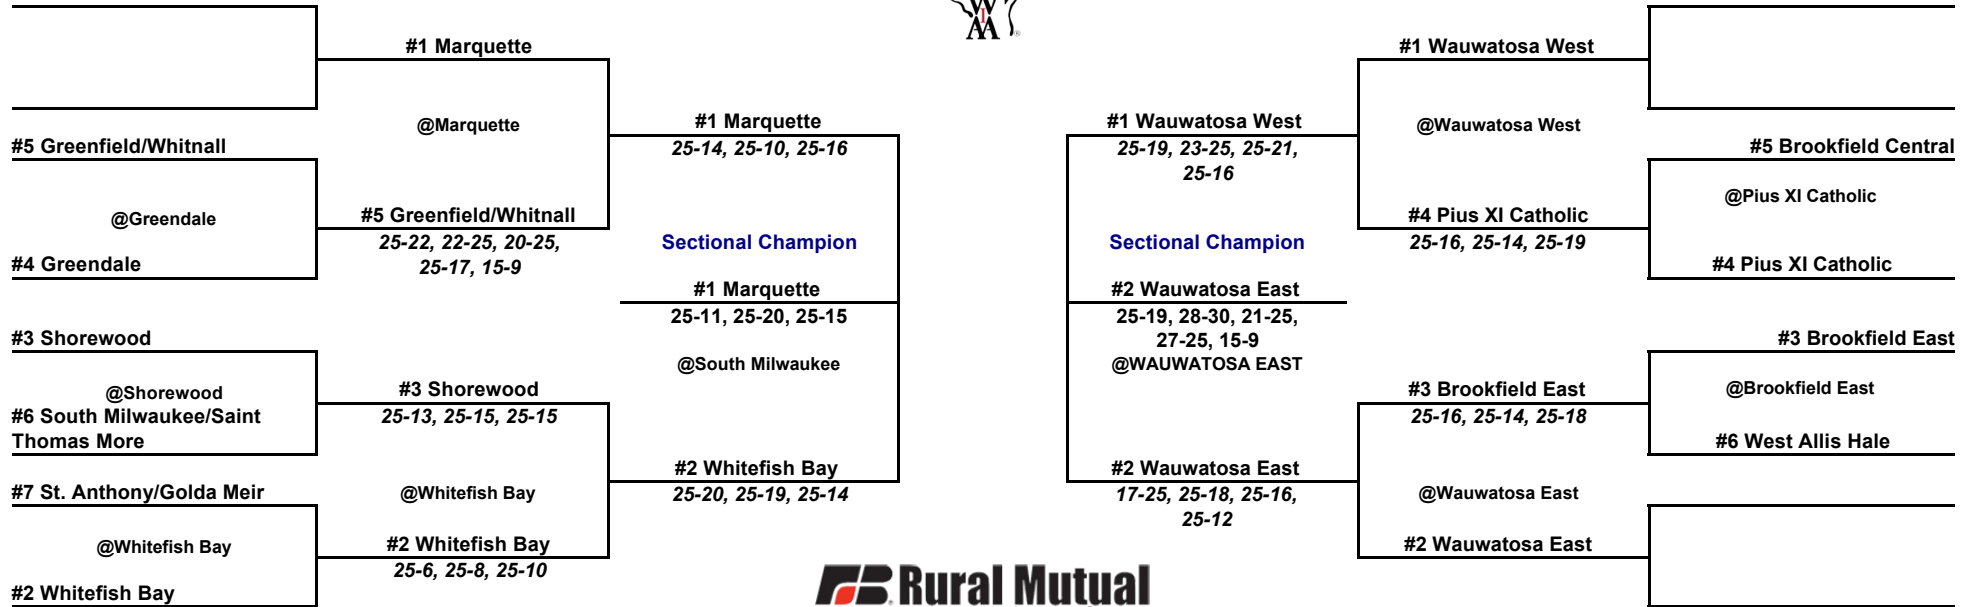 WIAA
#1 Marquette
@Marquette
#5 Greenfield/Whitnall
@Greendale
#4 Greendale
#5 Greenfield/Whitnall
25-22, 22-25, 20-25,
25-17, 15-9
#1 Marquette
25-14, 25-10, 25-16
Sectional Champion
#1 Marquette
25-11, 25-20, 25-15
@South Milwaukee
#3 Shorewood
@Shorewood
#6 South Milwaukee/Saint
Thomas More
#3 Shorewood
25-13, 25-15, 25-15
#7 St. Anthony/Golda Meir
@Whitefish Bay
#2 Whitefish Bay
@Whitefish Bay
#2 Whitefish Bay
25-6, 25-8, 25-10
#2 Whitefish Bay
25-20, 25-19, 25-14
#1 Wauwatosa West
@Wauwatosa West
#1 Wauwatosa West
25-19, 23-25, 25-21,
25-16
#5 Brookfield Central
@Pius XI Catholic
#4 Pius XI Catholic
#4 Pius XI Catholic
25-16, 25-14, 25-19
Sectional Champion
#2 Wauwatosa East
25-19, 28-30, 21-25,
27-25, 15-9
@WAUWATOSA EAST
#3 Brookfield East
@Brookfield East
#6 West Allis Hale
#3 Brookfield East
25-16, 25-14, 25-18
#2 Wauwatosa East
17-25, 25-18, 25-16,
25-12
@Wauwatosa East
#2 Wauwatosa East
Rural Mutual